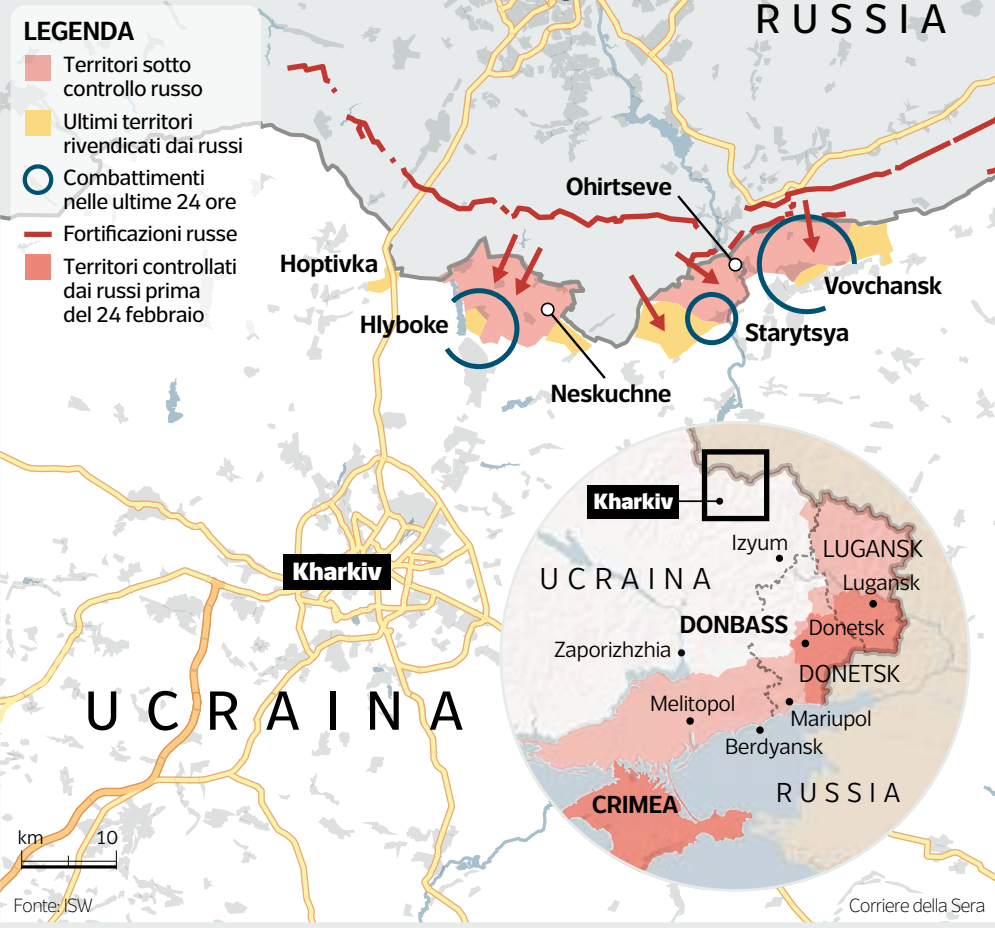 RUSSIA
LEGENDA
Territori sotto
controllo russo
Ultimi territori
rivendicati dai russi
Combattimenti
nelle ultime 24 ore
Fortificazioni russe
Territori controllati
dai russi prima
del 24 febbraio
Ohirtseve
Hoptivka
Vovchansk
Hlyboke
Starytsya
Neskuchne
Kharkiv
UCRAINA
Kharkiv
Izyum
LUGANSK
UCRAINA
Lugansk
DONBASS
Donetsk
Zaporizhzhia
DONETSK
Melitopol
Mariupol
Berdyansk
RUSSIA
CRIMEA
km 10
Fonte: ISW
Corriere della Sera